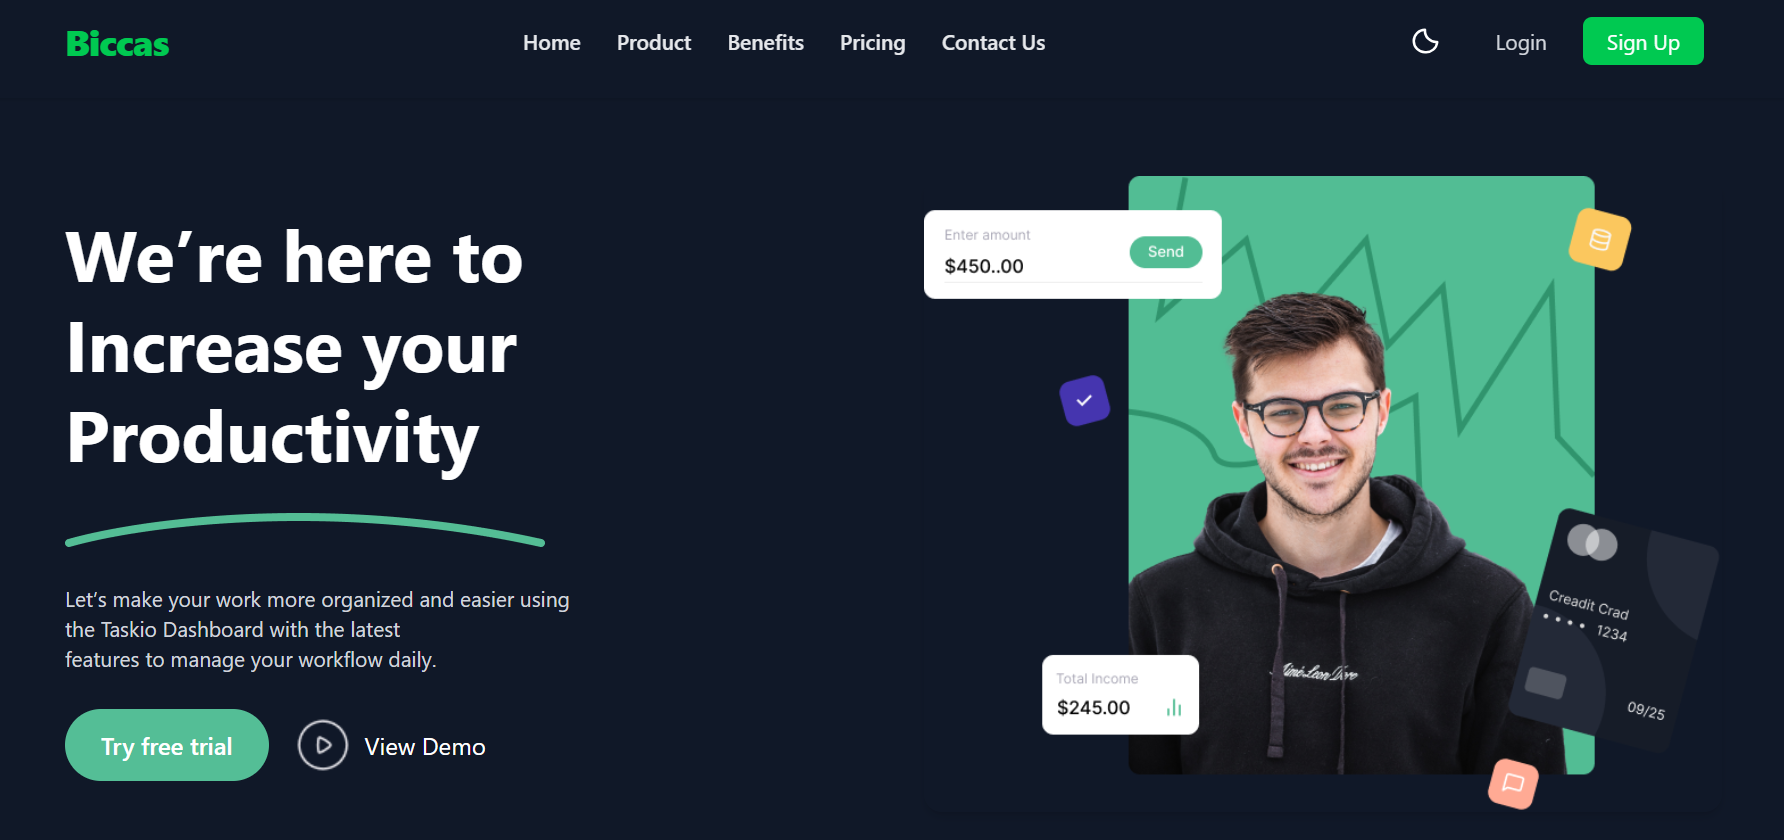 Biccas
Home Product Benefits Pricing Contact Us
Login Sign Up
We’re here to
Increase your
Productivity
Let’s make your work more organized and easier using
the Taskio Dashboard with the latest
features to manage your workflow daily.
Try free trial
View Demo
Enter amount
$450..00
Send
Aimé Leon Dore
Creadit Crad
•••• 1234
09/25
Total Income
$245.00